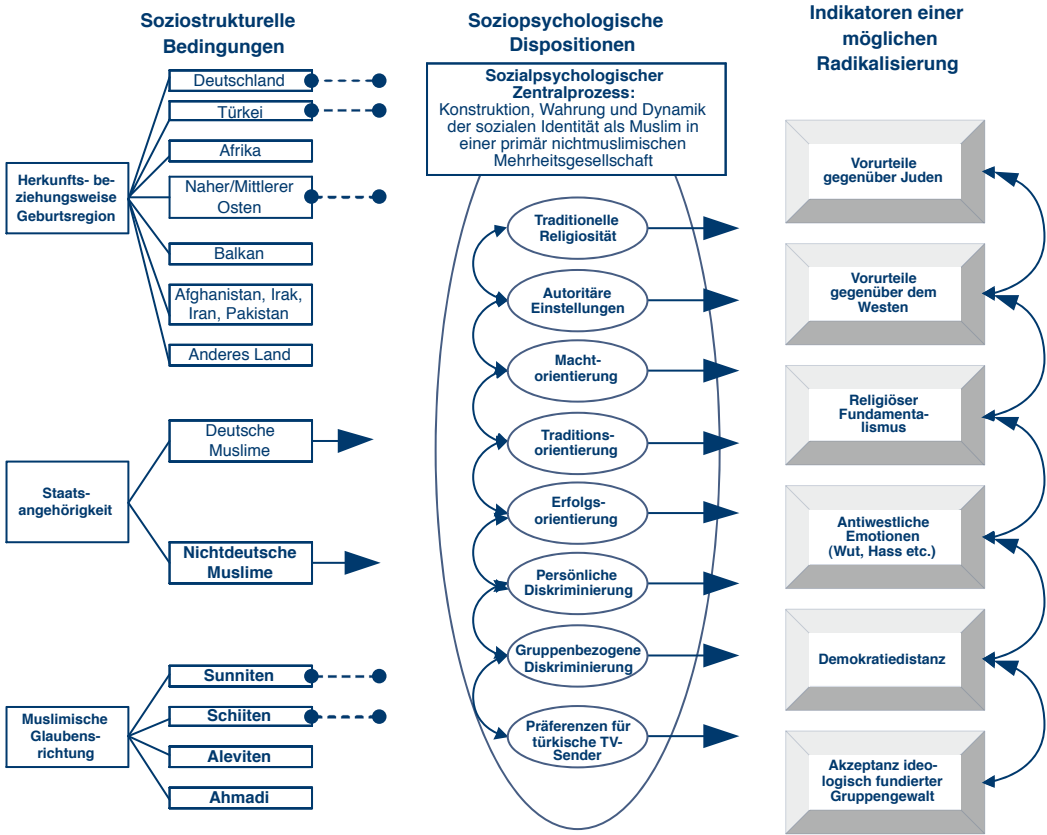 Soziostrukturelle
Bedingungen
Herkunfts- be-
ziehungsweise
Geburtsregion
Deutschland
Türkei
Afrika
Naher/Mittlerer
Osten
Balkan
Afghanistan, Irak,
Iran, Pakistan
Anderes Land
Staats-
angehörigkeit
Deutsche
Muslime
Nichtdeutsche
Muslime
Muslimische
Glaubens-
richtung
Sunniten
Schiiten
Aleviten
Ahmadi
Soziopsychologische
Dispositionen
Sozialpsychologischer
Zentralprozess:
Konstruktion, Wahrung und Dynamik
der sozialen Identität als Muslim in
einer primär nichtmuslimischen
Mehrheitsgesellschaft
Traditionelle
Religiosität
Autoritäre
Einstellungen
Macht-
orientierung
Traditions-
orientierung
Erfolgs-
orientierung
Persönliche
Diskriminierung
Gruppenbezogene
Diskriminierung
Präferenzen für
türkische TV-
Sender
Indikatoren einer
möglichen
Radikalisierung
Vorurteile
gegenüber Juden
Vorurteile
gegenüber dem
Westen
Religiöser
Fundamenta-
lismus
Antiwestliche
Emotionen
(Wut, Hass etc.)
Demokratiedistanz
Akzeptanz ideo-
logisch fundierter
Gruppengewalt